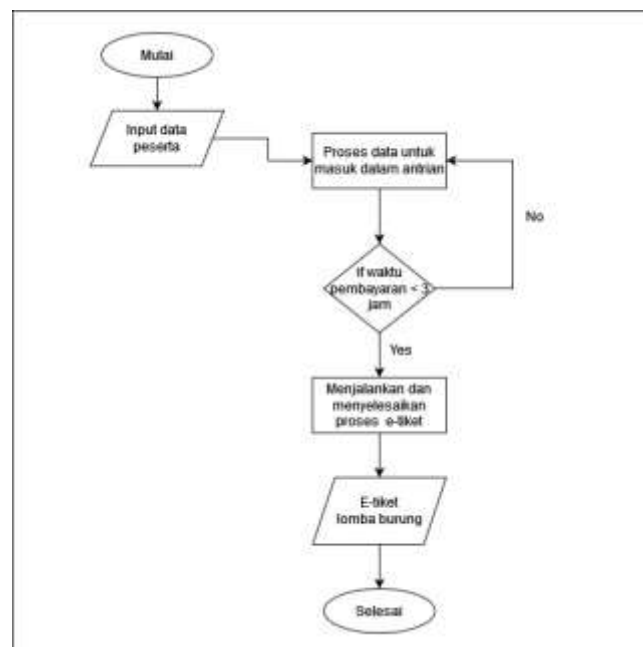 Mulai
Input data
peserta
Proses data untuk
masuk dalam antrian
No
if waktu
pembayaran < 3
jam
Yes
Menjalankan dan
menyelesaikan
proses e-tiket
E-tiket
lomba burung
Selesai